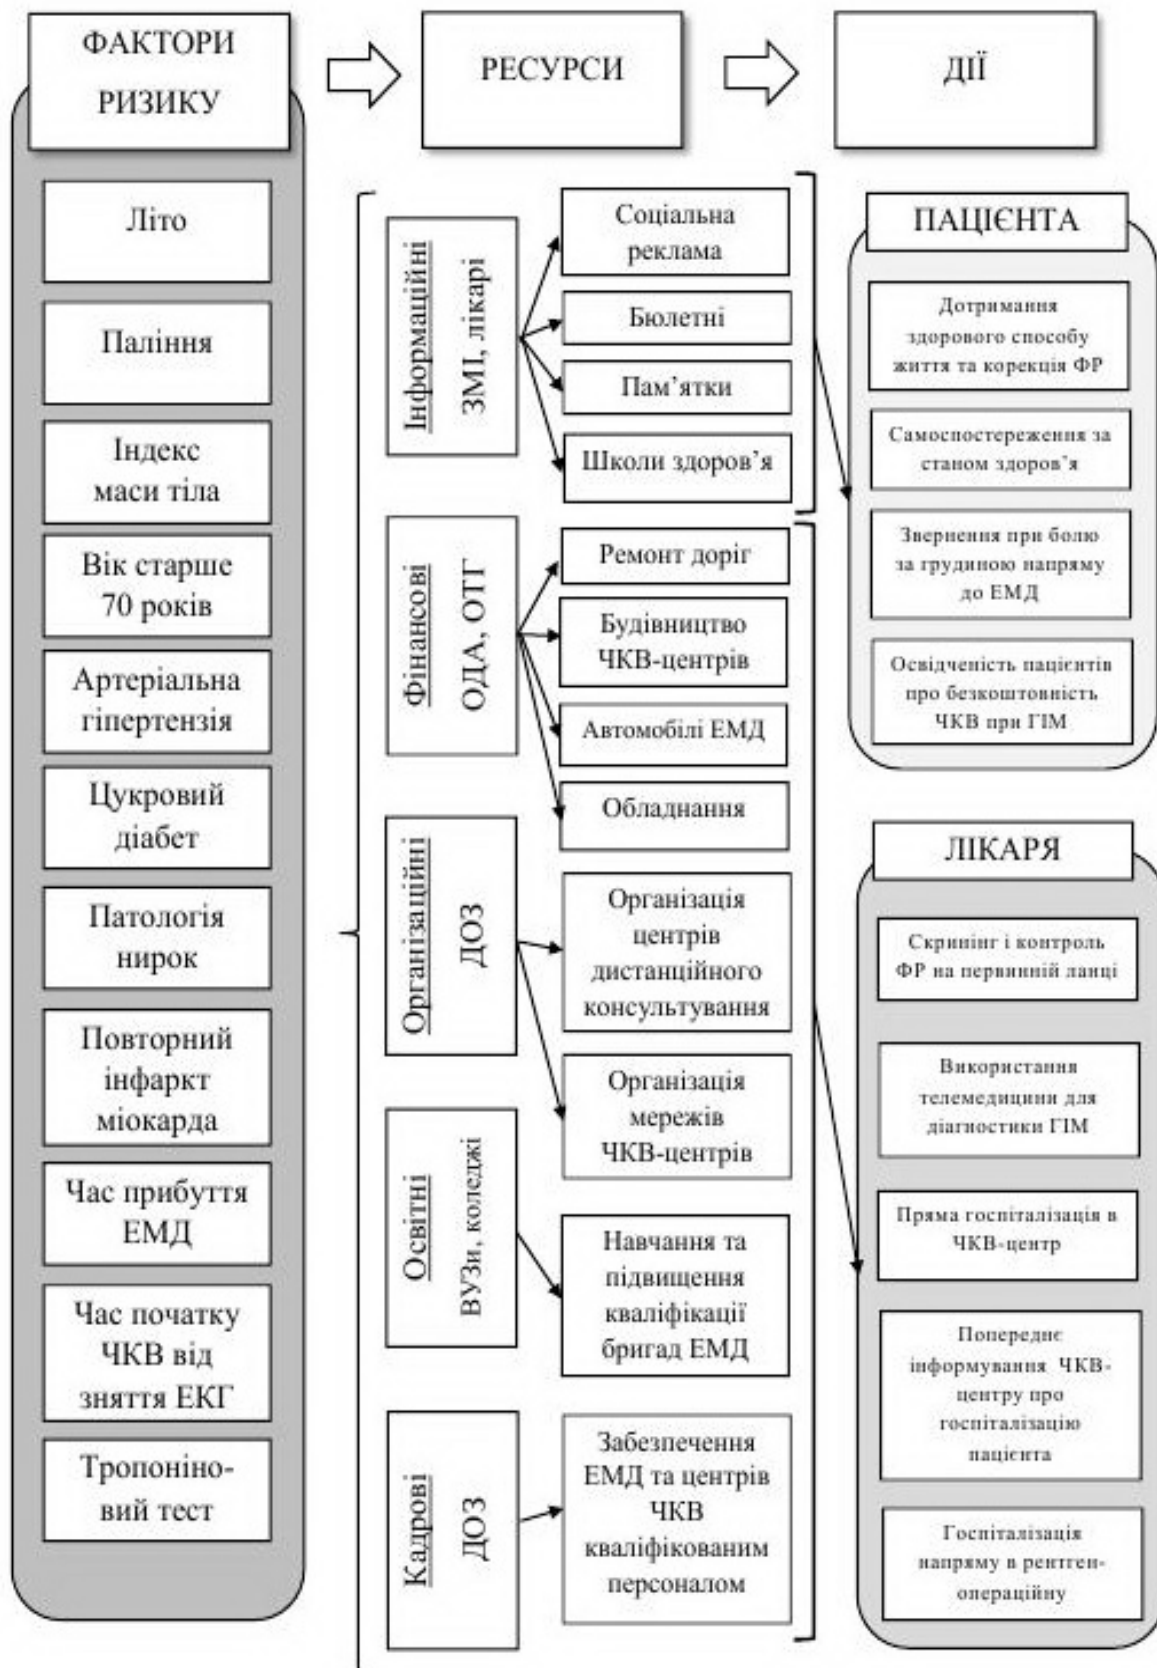 ФАКТОРИ
РИЗИКУ
РЕСУРСИ
ДІЇ
Літо
Паління
Індекс
маси тіла
Вік старше
70 років
Артеріальна
гіпертензія
Цукровий
діабет
Патологія
нирок
Повторний
інфаркт
міокарда
Час прибуття
ЕМД
Час початку
ЧКВ від
зняття ЕКГ
Тропоніно-
вий тест
Інформаційні
ЗМІ, лікарі
Соціальна
реклама
Бюлетні
Пам’ятки
Школи здоров’я
Фінансові
ОДА, ОТГ
Ремонт доріг
Будівництво
ЧКВ-центрів
Автомобілі ЕМД
Обладнання
Організаційні
ДОЗ
Організація
центрів
дистанційного
консультування
Організація
мережів
ЧКВ-центрів
Освітні
ВУЗи, коледжі
Навчання та
підвищення
кваліфікації
бригад ЕМД
Кадрові
ДОЗ
Забезпечення
ЕМД та центрів
ЧКВ
кваліфікованим
персоналом
ПАЦІЄНТА
Дотримання
здорового способу
життя та корекція ФР
Самоспостереження за
станом здоров’я
Звернення при болю
за грудиною напряму
до ЕМД
Освідченість пацієнтів
про безкоштовність
ЧКВ при ГІМ
ЛІКАРЯ
Скринінг і контроль
ФР на первинній ланці
Використання
телемедицини для
діагностики ГІМ
Пряма госпіталізація в
ЧКВ-центр
Попереднє
інформування ЧКВ-
центру про
госпіталізацію
пацієнта
Госпіталізація
напряму в рентген-
операційну